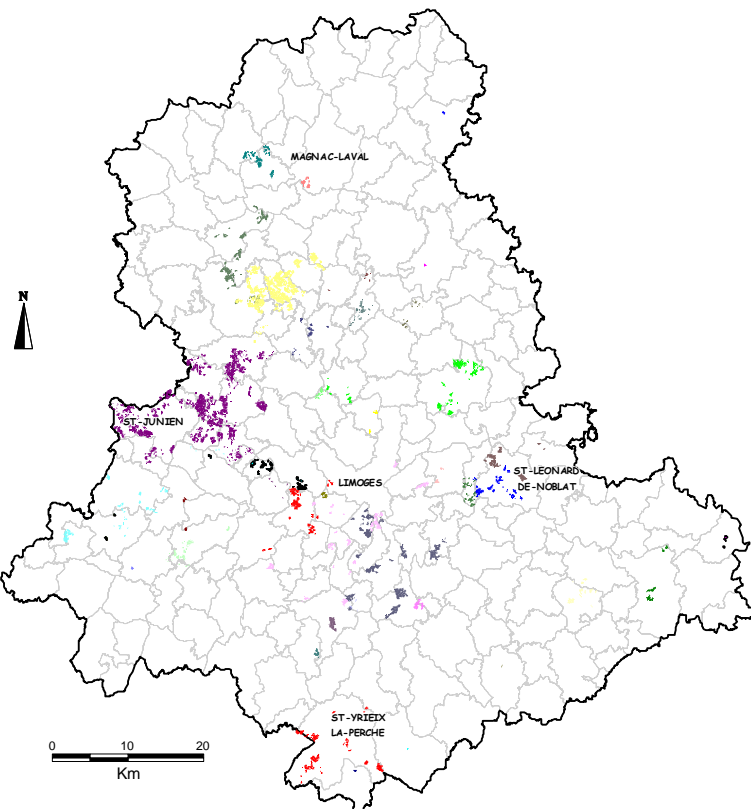 MAGNAC-LAVAL
N
ST-JUNIEN
LIMOGES
ST-LEONARD
DE-NOBLAT
ST-YRIEIX
LA-PERCHE
0 10 20
Km